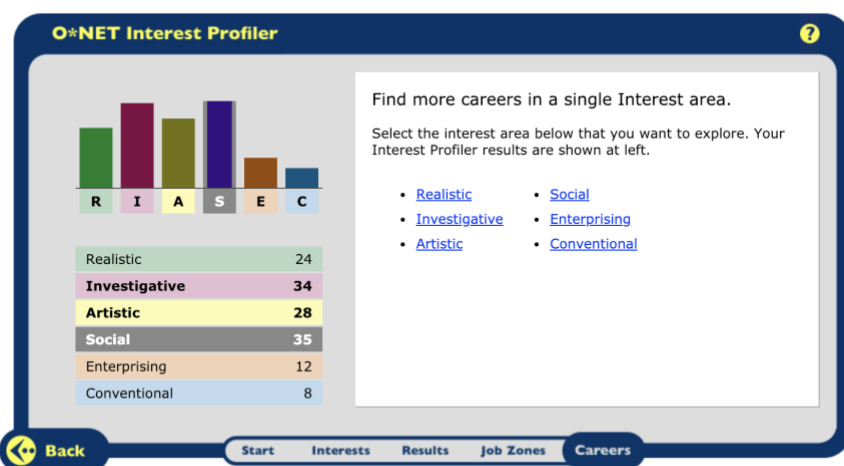 O*NET Interest Profiler
?
R I A S E C
Realistic 24
Investigative 34
Artistic 28
Social 35
Enterprising 12
Conventional 8
Find more careers in a single Interest area.
Select the interest area below that you want to explore. Your
Interest Profiler results are shown at left.
• Realistic • Social
• Investigative • Enterprising
• Artistic • Conventional
Back Start Interests Results Job Zones Careers